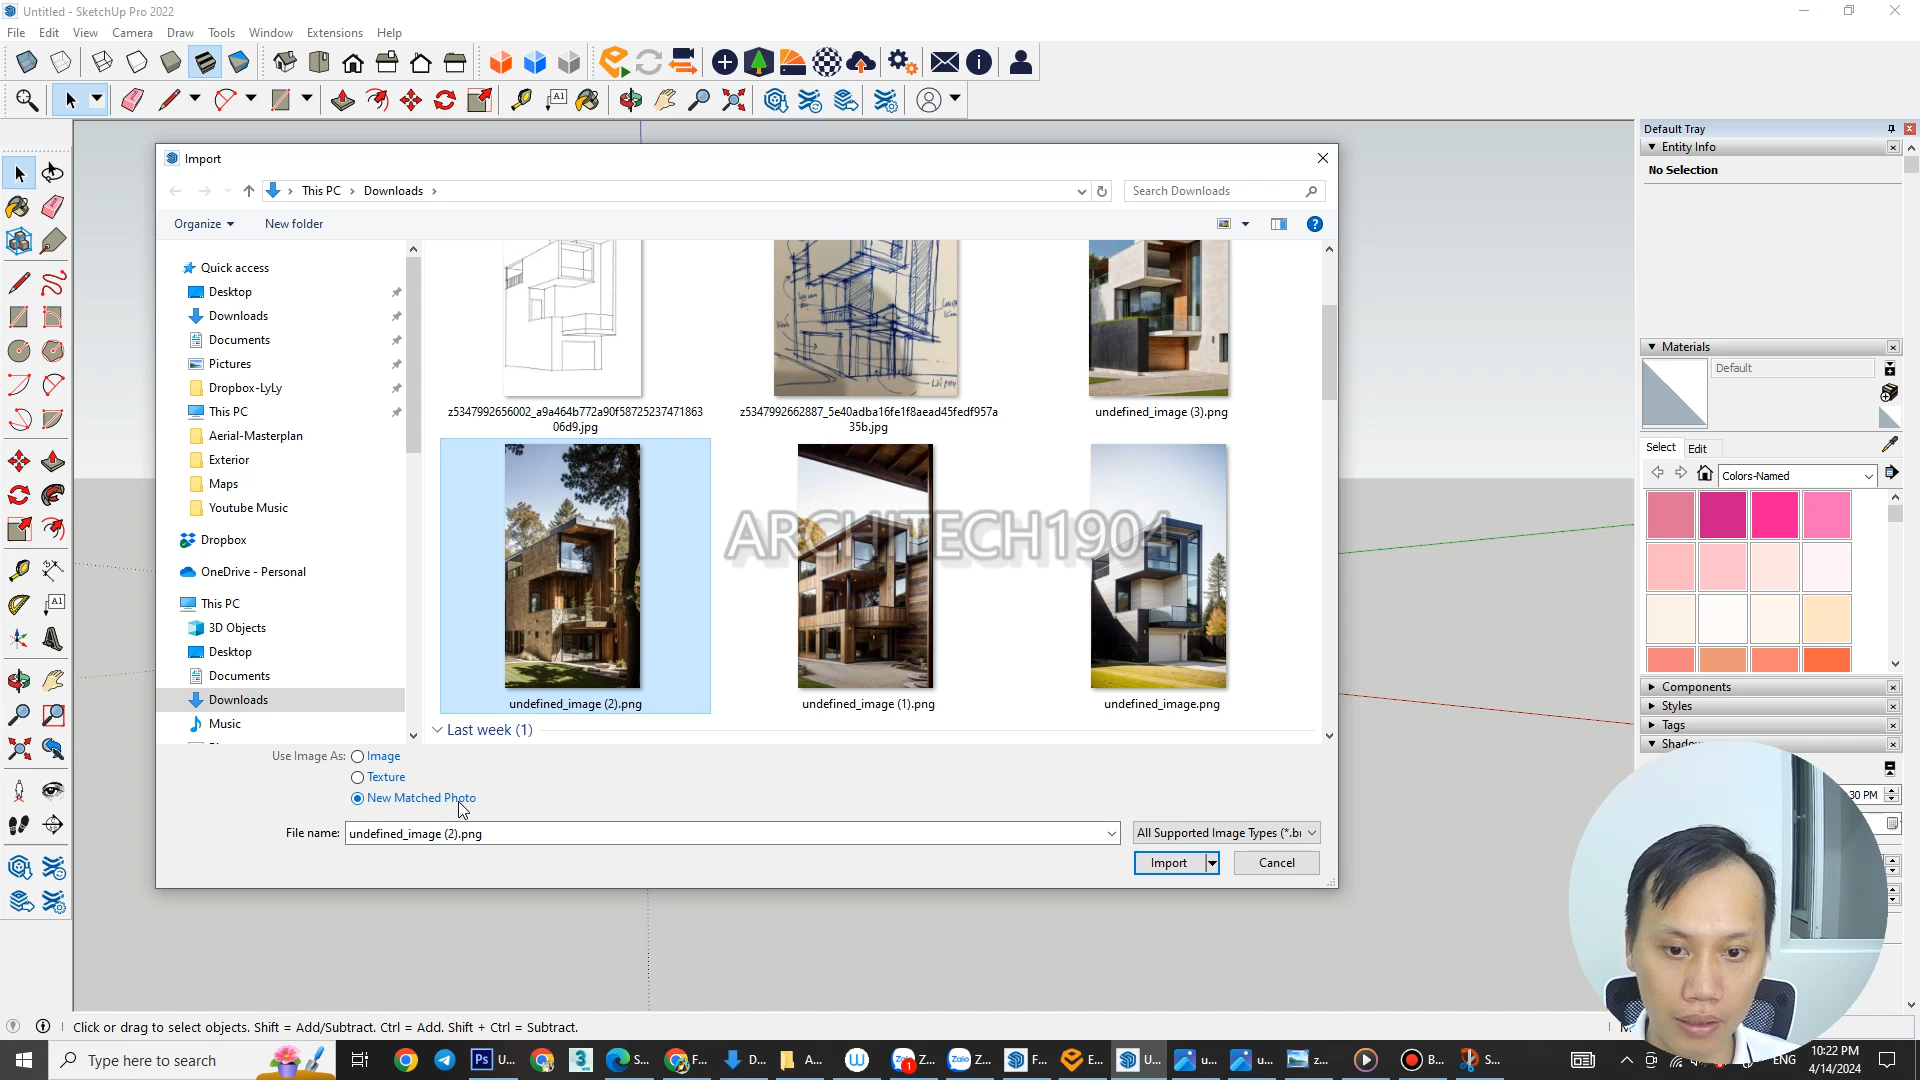 Untitled - SketchUp Pro 2022
File Edit View Camera Draw Tools Window Extensions Help
Default Tray
Entity Info
No Selection
Import
This PC > Downloads >
Search Downloads
Organize
New folder
Quick access
Desktop
Downloads
Documents
Pictures
Dropbox-LyLy
This PC
Aerial-Masterplan
Exterior
Maps
Youtube Music
Dropbox
OneDrive - Personal
This PC
3D Objects
Desktop
Documents
Downloads
Music
z5347992656002_a9a464b772a90f58725237471863
06d9.jpg
z5347992662887_5e40adba16fe1f8aead45fedf957a
35b.jpg
undefined_image (3).png
undefined_image (2).png
undefined_image (1).png
undefined_image.png
ARCHITECH1904
Last week (1)
Use Image As:
Image
Texture
New Matched Photo
File name:
undefined_image (2).png
All Supported Image Types (*.b
Import
Cancel
Materials
Default
Select
Edit
Colors-Named
Components
Styles
Tags
30 PM
Click or drag to select objects. Shift = Add/Subtract. Ctrl = Add. Shift + Ctrl = Subtract.
Type here to search
Ps U...
S...
F...
D...
A...
Z...
Zalo Z...
F...
E...
U...
u...
u...
z...
B...
S...
ENG
10:22 PM
4/14/2024